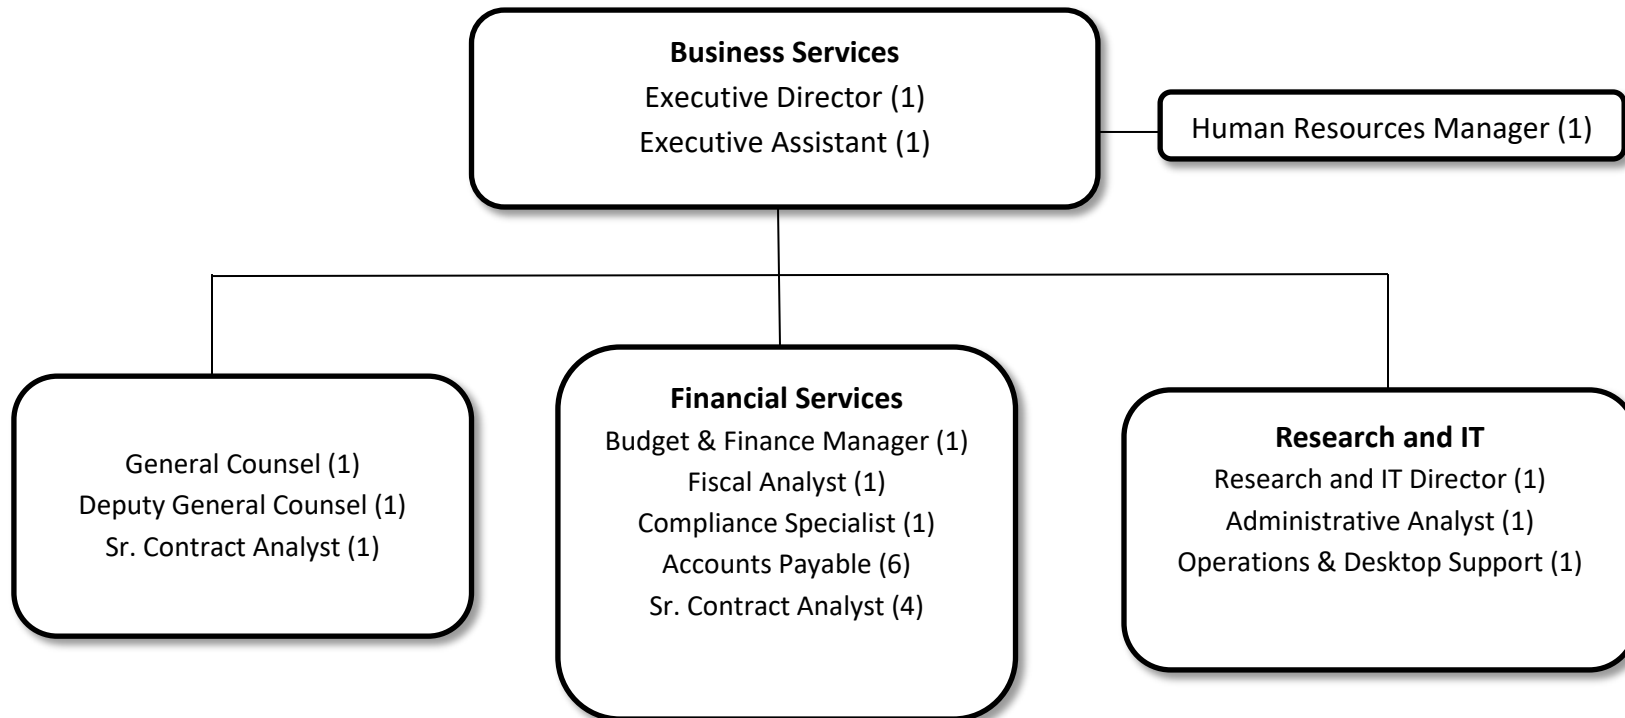 Business Services
Executive Director (1)
Executive Assistant (1)
Human Resources Manager (1)
General Counsel (1)
Deputy General Counsel (1)
Sr. Contract Analyst (1)
Financial Services
Budget & Finance Manager (1)
Fiscal Analyst (1)
Compliance Specialist (1)
Accounts Payable (6)
Sr. Contract Analyst (4)
Research and IT
Research and IT Director (1)
Administrative Analyst (1)
Operations & Desktop Support (1)